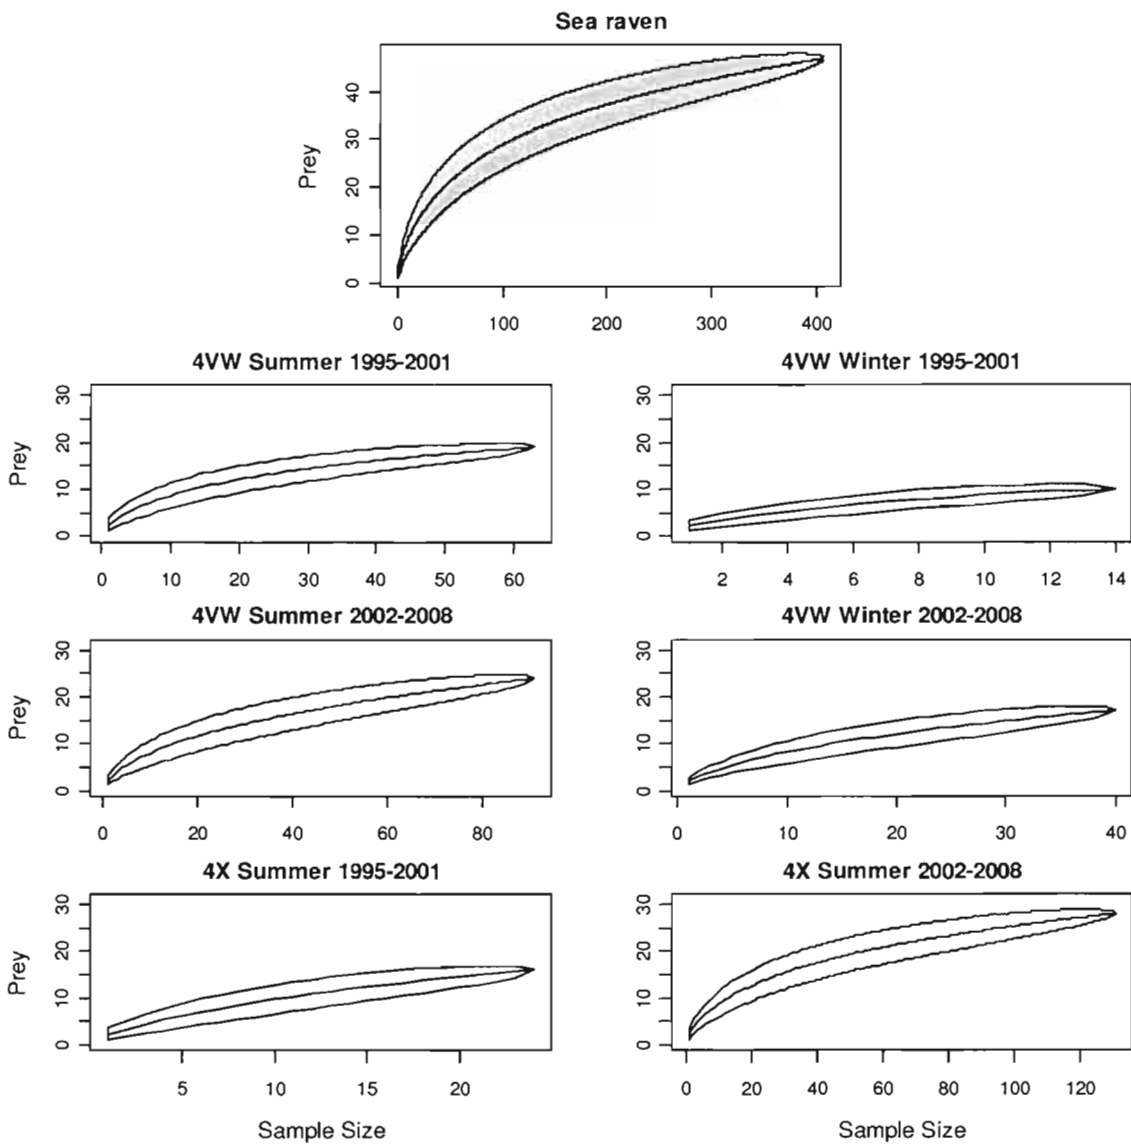 Sea raven
Prey
40
30
20
10
0
0 100 200 300 400
4VW Summer 1995-2001
Prey
30
20
10
0
0 10 20 30 40 50 60
4VW Winter 1995-2001
30
20
10
0
2 4 6 8 10 12 14
4VW Summer 2002-2008
Prey
30
20
10
0
0 20 40 60 80
4VW Winter 2002-2008
30
20
10
0
0 10 20 30 40
4X Summer 1995-2001
Prey
30
20
10
0
5 10 15 20
Sample Size
4X Summer 2002-2008
30
20
10
0
0 20 40 60 80 100 120
Sample Size